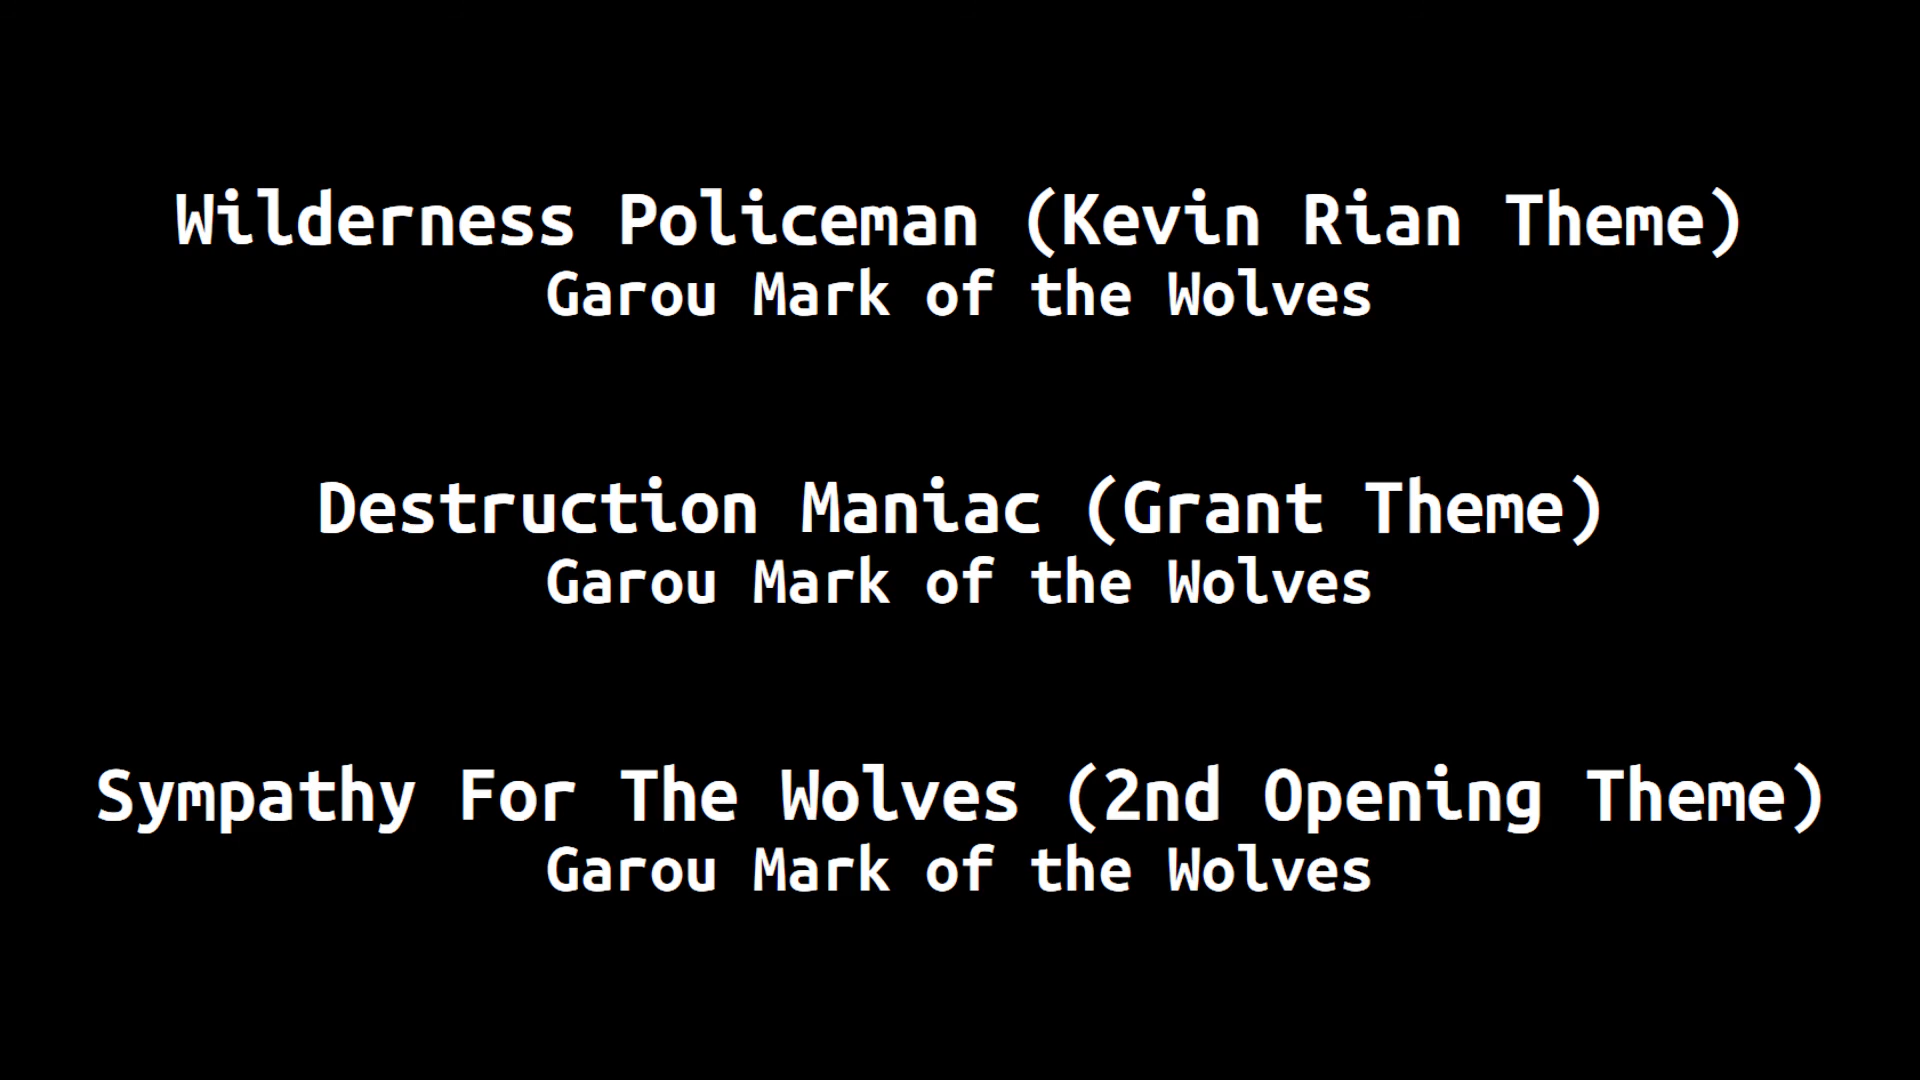 Wilderness Policeman (Kevin Rian Theme)
Garou Mark of the Wolves
Destruction Maniac (Grant Theme)
Garou Mark of the Wolves
Sympathy For The Wolves (2nd Opening Theme)
Garou Mark of the Wolves